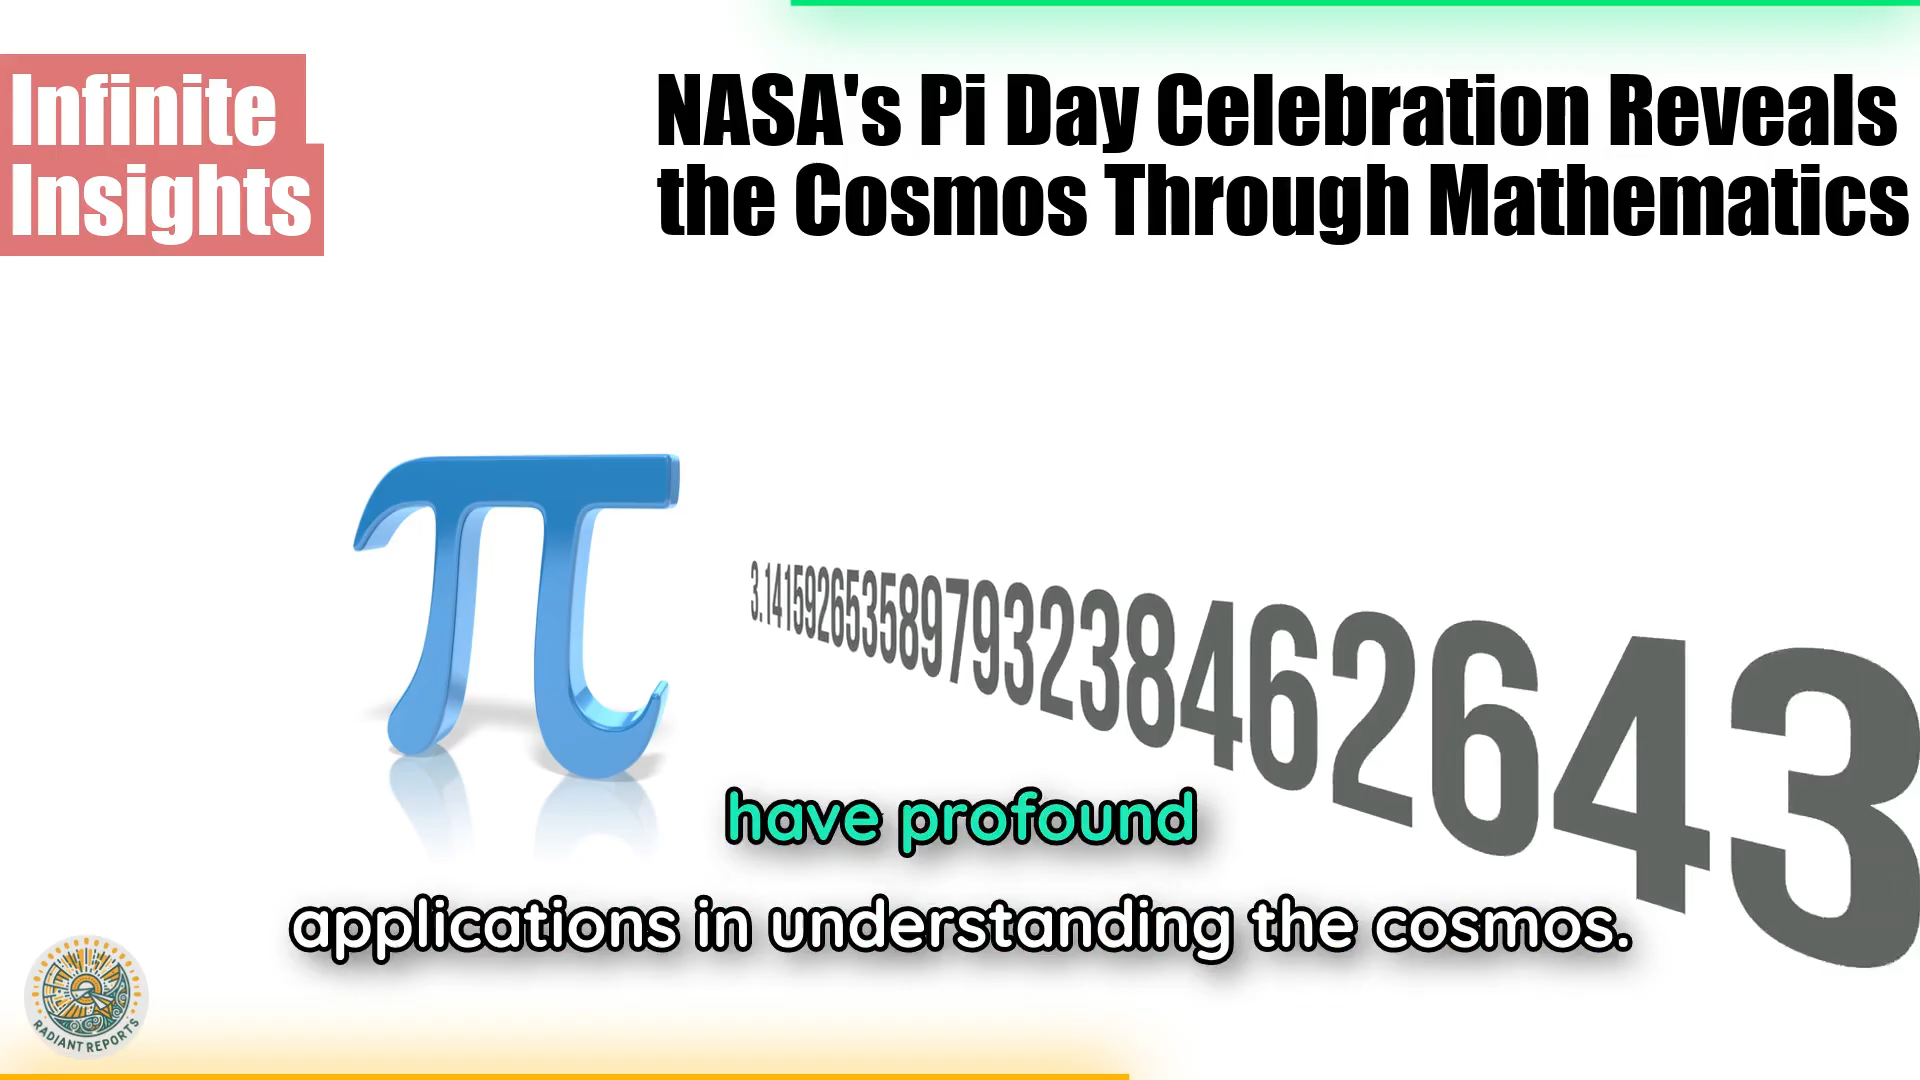 Infinite
Insights
NASA's Pi Day Celebration Reveals
the Cosmos Through Mathematics
π
3.14159265358979323846262643
have profound
applications in understanding the cosmos.
RADIANT REPORTS